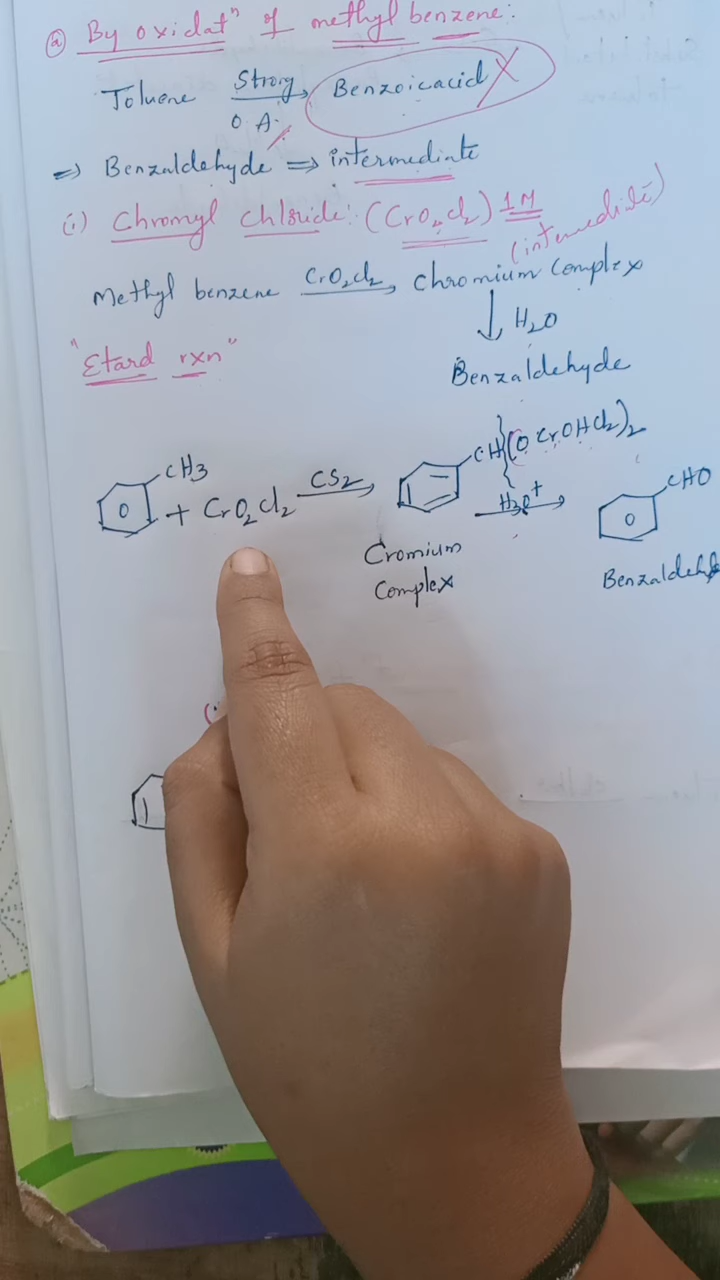 ⓐ By oxidatⁿ of methyl benzene:
Toluene Strong O.A. Benzoicacid X
⇒ Benzaldehyde ⇒ intermediate
(i) Chromyl Chloride: (CrO2Cl2) 1M
(intermediate)
Methyl benzene CrO2Cl2 chromium complex
↓ H2O
"Etard rxn"
Benzaldehyde
CH3 + CrO2Cl2 CS2 → CH(OCrOHCl2)2 H3O+ → CHO
Cromium Complex
Benzaldehyd